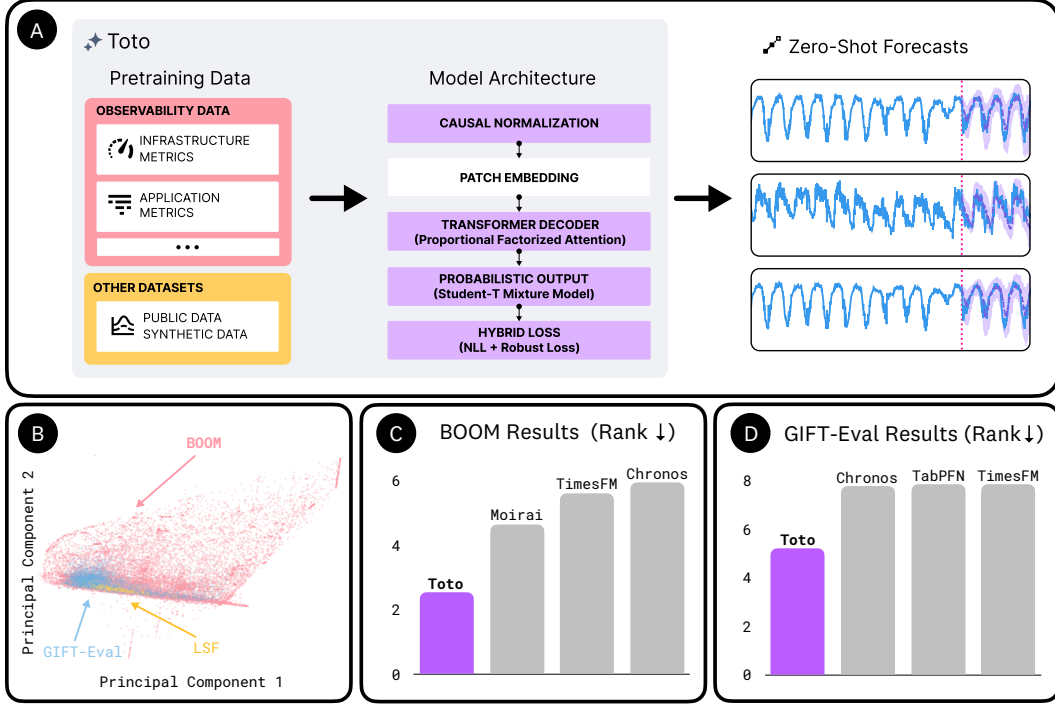 A
Toto
Pretraining Data
OBSERVABILITY DATA
INFRASTRUCTURE
METRICS
APPLICATION
METRICS
•••
OTHER DATASETS
PUBLIC DATA
SYNTHETIC DATA
Model Architecture
CAUSAL NORMALIZATION
PATCH EMBEDDING
TRANSFORMER DECODER
(Proportional Factorized Attention)
PROBABILISTIC OUTPUT
(Student-T Mixture Model)
HYBRID LOSS
(NLL + Robust Loss)
Zero-Shot Forecasts
B
BOOM
GIFT-Eval
LSF
Principal Component 2
Principal Component 1
C
BOOM Results (Rank ↓)
6
4
2
0
Toto
Moirai
TimesFM
Chronos
D
GIFT-Eval Results (Rank↓)
8
6
4
2
0
Toto
Chronos
TabPFN
TimesFM